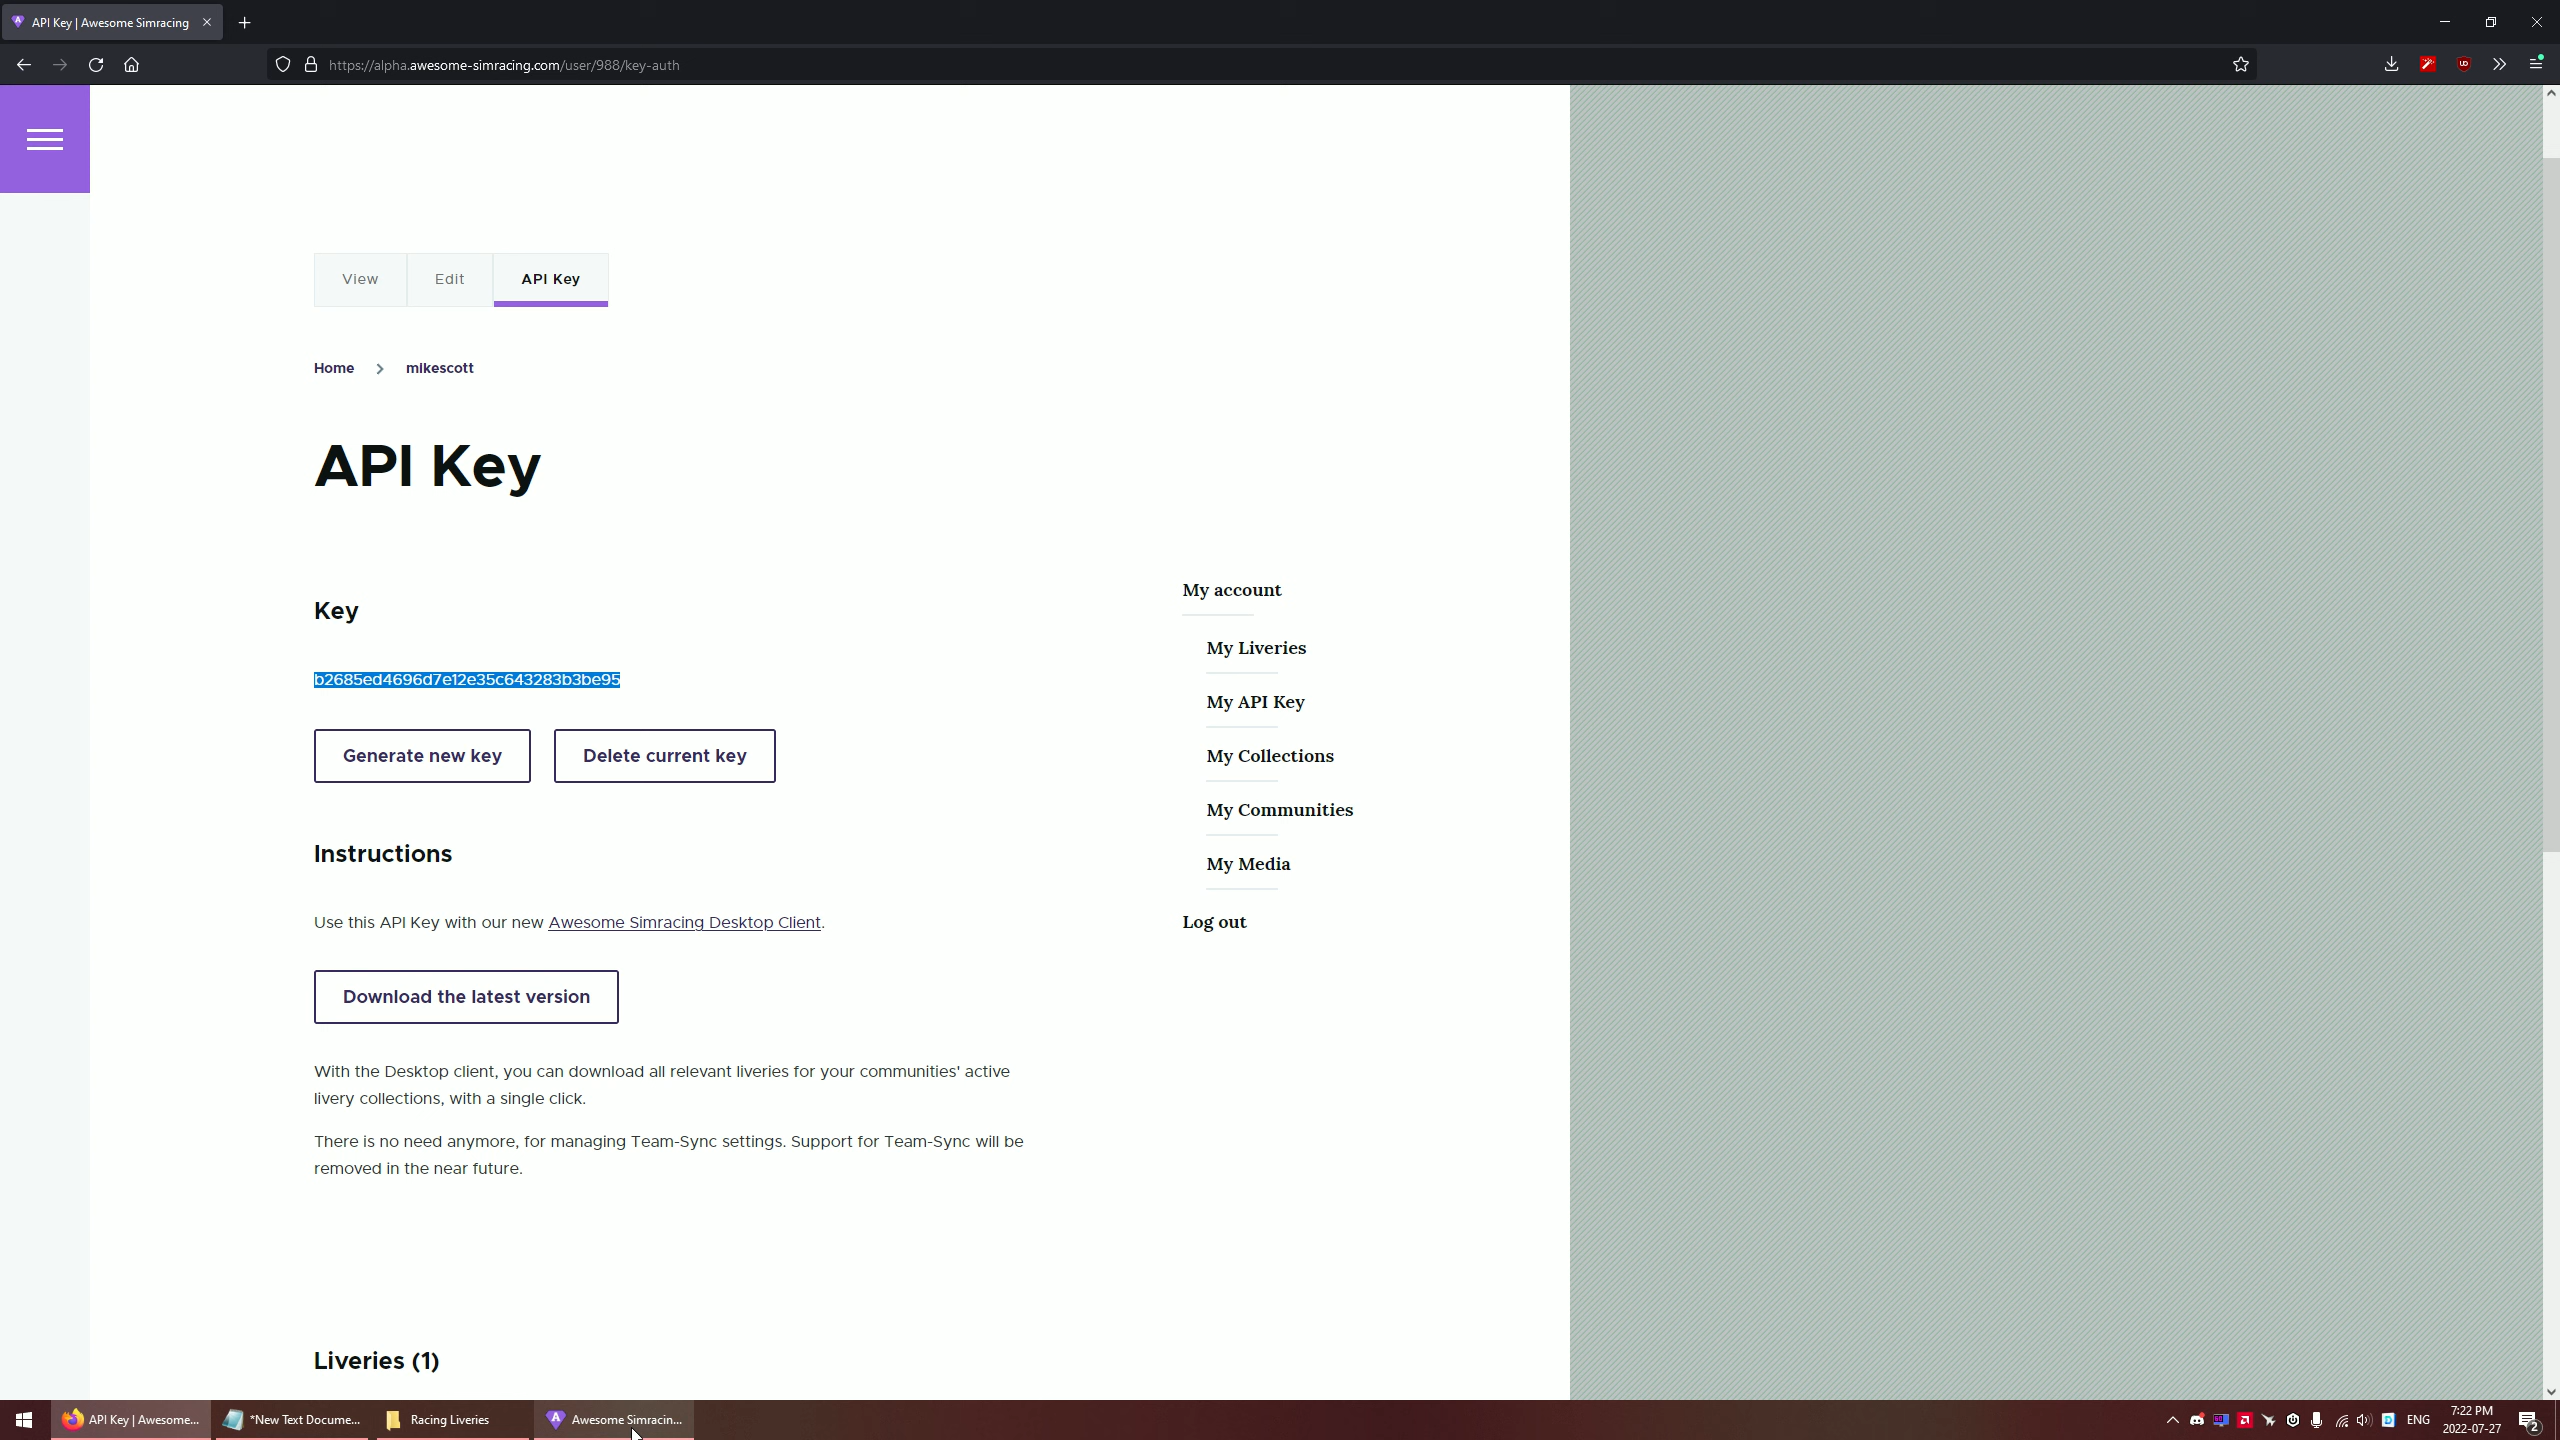 API Key | Awesome Simracing
https://alpha.awesome-simracing.com/user/988/key-auth
View
Edit
API Key
Home
mikescott
API Key
Key
b2685ed4696d7e12e35c643283b3be95
Generate new key
Delete current key
Instructions
Use this API Key with our new Awesome Simracing Desktop Client.
Download the latest version
With the Desktop client, you can download all relevant liveries for your communities' active
livery collections, with a single click.
There is no need anymore, for managing Team-Sync settings. Support for Team-Sync will be
removed in the near future.
Liveries (1)
My account
My Liveries
My API Key
My Collections
My Communities
My Media
Log out
API Key | Awesome...
*New Text Docume...
Racing Liveries
Awesome Simracin...
ENG
7:22 PM
2022-07-27
2